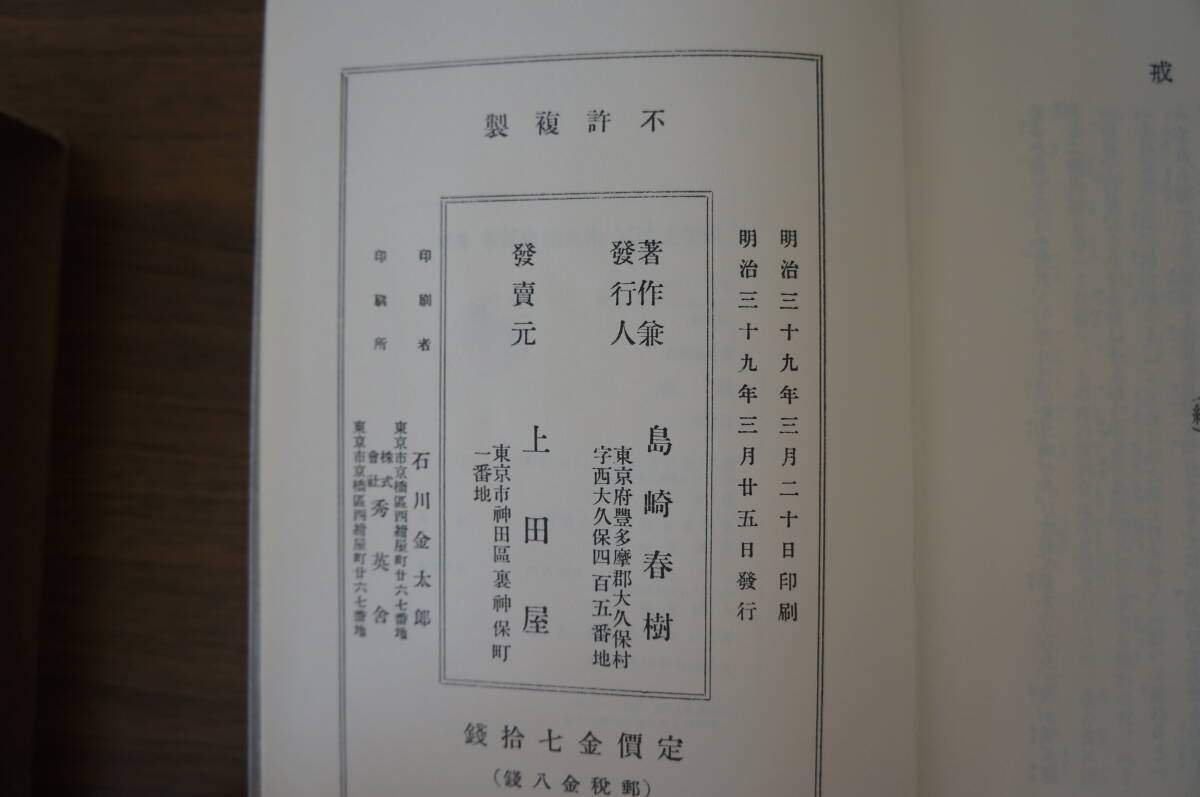 戒
不許複製
明治三十九年三月二十日印刷
明治三十九年三月廿五日發行
著作兼
發行人
島崎春樹
東京府豐多摩郡大久保村
字西大久保四百五番地
發賣元
上田屋
東京市神田區裏神保町
一番地
印刷者
石川金太郎
東京市京橋區西紺屋町廿六七番地
印刷所
株式
會社
秀英舍
東京市京橋區西紺屋町廿六七番地
定價金七拾錢
(郵稅金八錢)